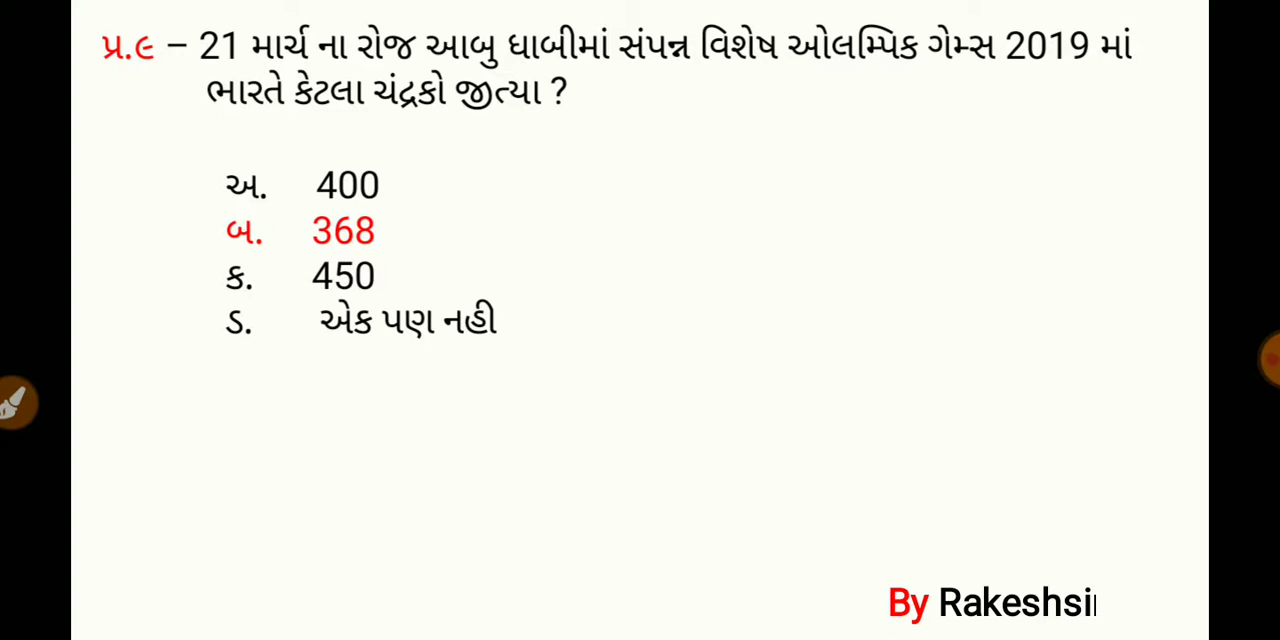 પ્ર.૯ – 21 માર્ચ ના રોજ આબુ ધાબીમાં સંપન્ન વિશેષ ઓલમ્પિક ગેમ્સ 2019 માં
ભારતે કેટલા ચંદ્રકો જીત્યા ?
અ. 400
બ. 368
ક. 450
ડ. એક પણ નહી
By Rakeshsi